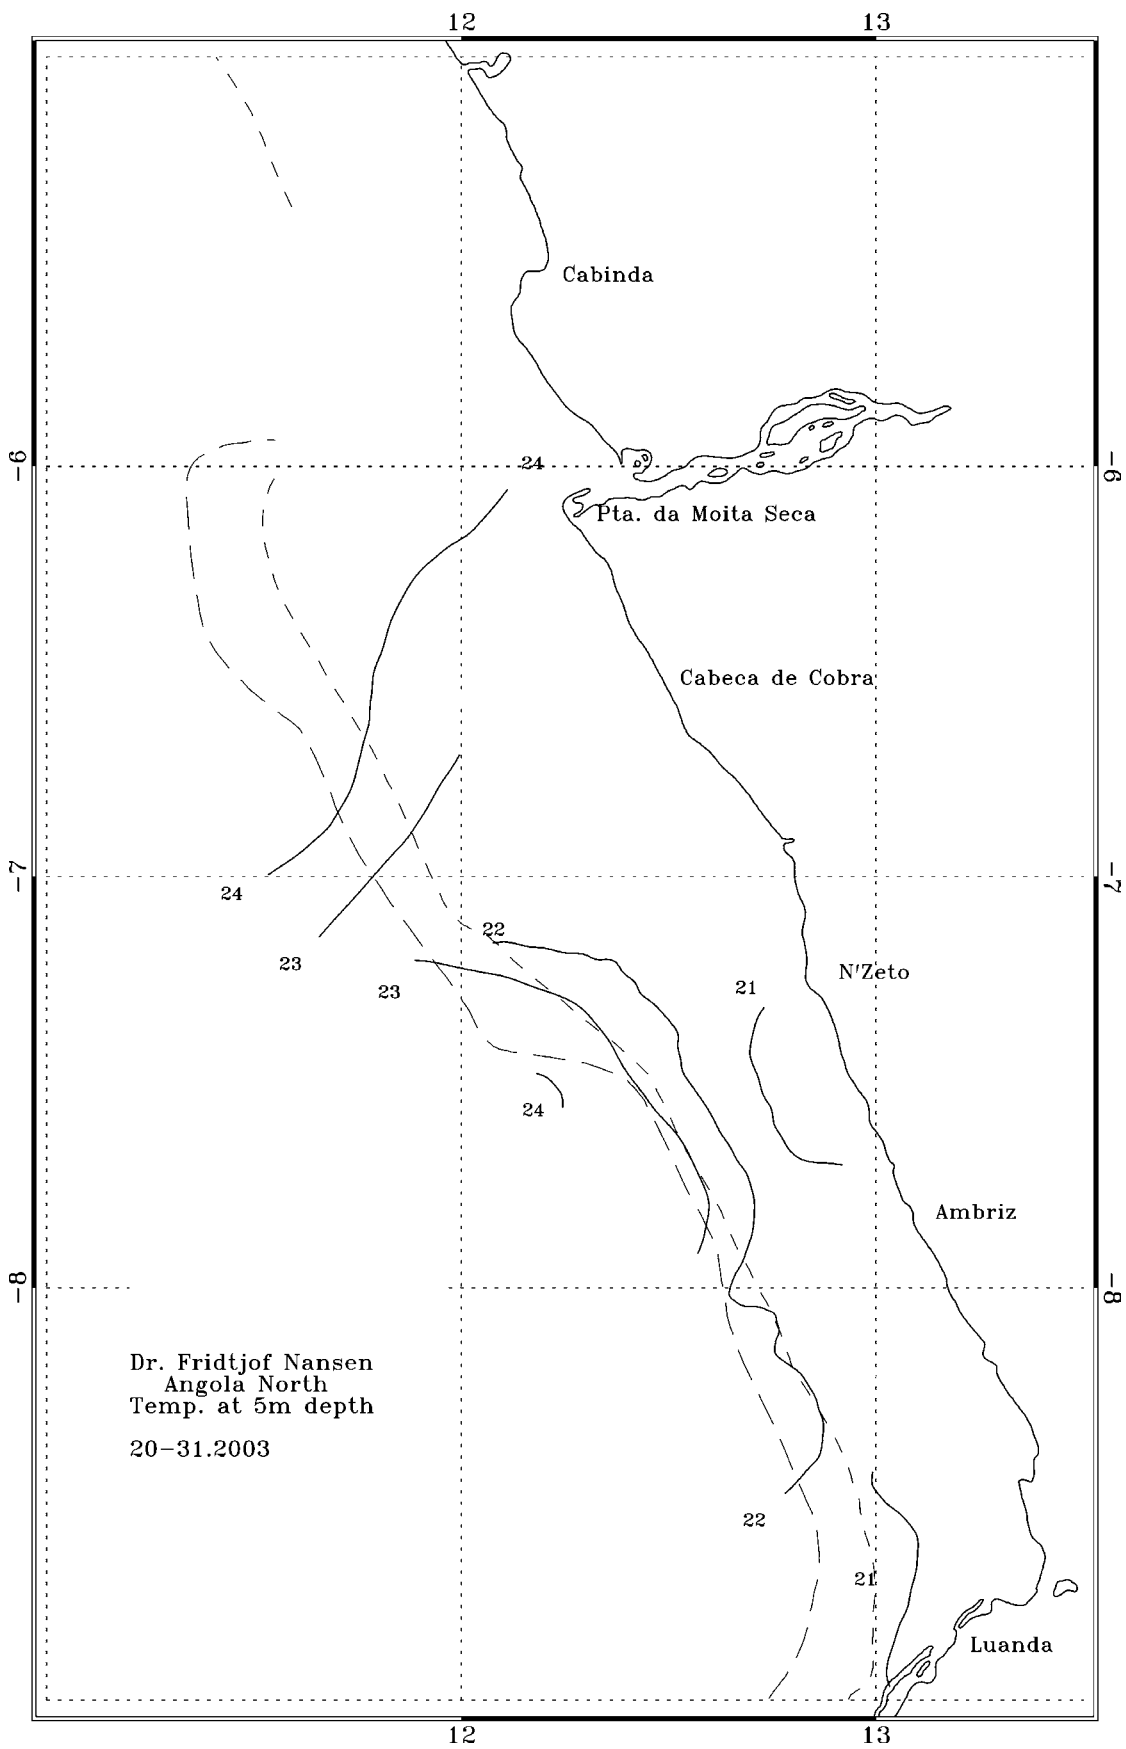 12 13
Cabinda
-6 24 -6
Pta. da Moita Seca
Cabeca de Cobra
-7 -7
24
22
23
N'Zeto
23
21
24
Ambriz
-8 -8
Dr. Fridtjof Nansen
Angola North
Temp. at 5m depth
20-31.2003
22
21
Luanda
12 13